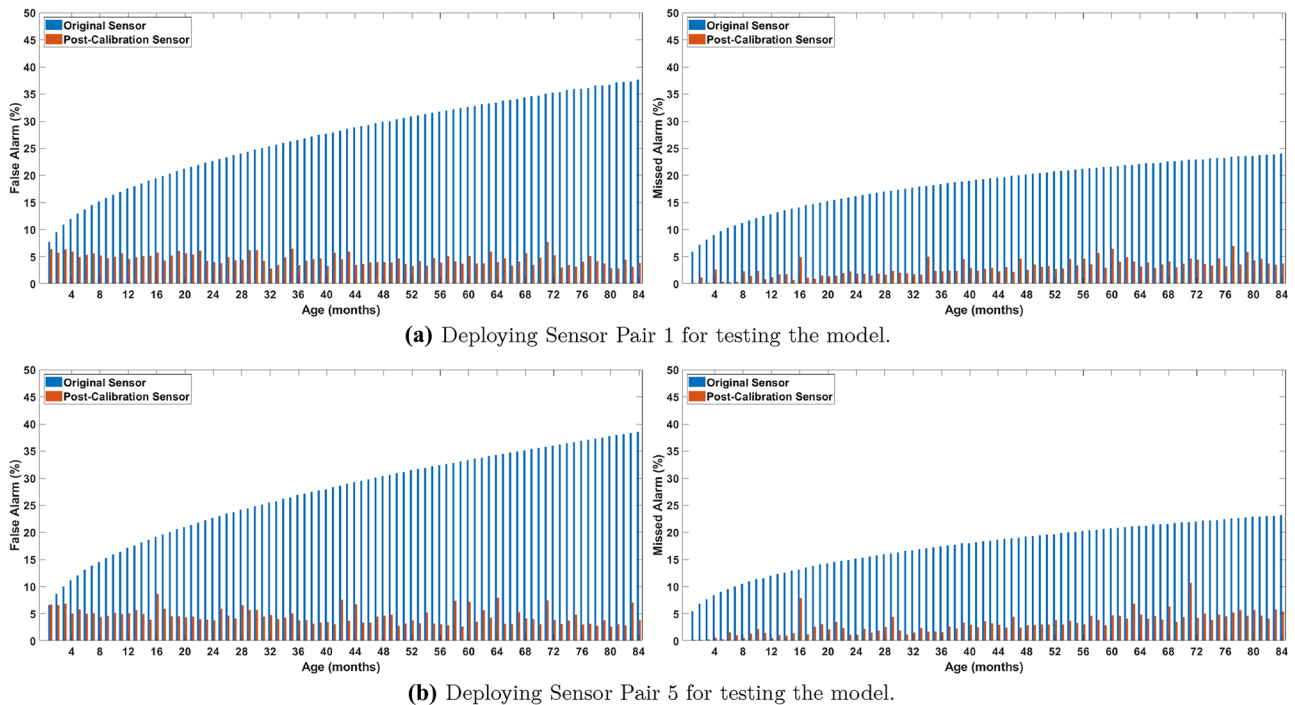 50
45
40
35
30
25
20
15
10
5
0
False Alarm (%)
Original Sensor
Post-Calibration Sensor
4 8 12 16 20 24 28 32 36 40 44 48 52 56 60 64 68 72 76 80 84
Age (months)
50
45
40
35
30
25
20
15
10
5
0
Missed Alarm (%)
Original Sensor
Post-Calibration Sensor
4 8 12 16 20 24 28 32 36 40 44 48 52 56 60 64 68 72 76 80 84
Age (months)
(a) Deploying Sensor Pair 1 for testing the model.
50
45
40
35
30
25
20
15
10
5
0
False Alarm (%)
Original Sensor
Post-Calibration Sensor
4 8 12 16 20 24 28 32 36 40 44 48 52 56 60 64 68 72 76 80 84
Age (months)
50
45
40
35
30
25
20
15
10
5
0
Missed Alarm (%)
Original Sensor
Post-Calibration Sensor
4 8 12 16 20 24 28 32 36 40 44 48 52 56 60 64 68 72 76 80 84
Age (months)
(b) Deploying Sensor Pair 5 for testing the model.